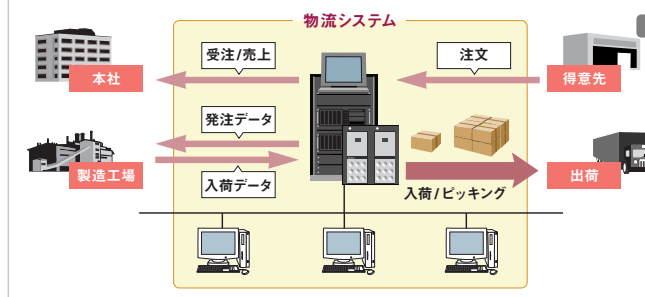 物流システム
受注/売上
注文
本社
得意先
発注データ
製造工場
入荷データ
入荷/ピッキング
出荷